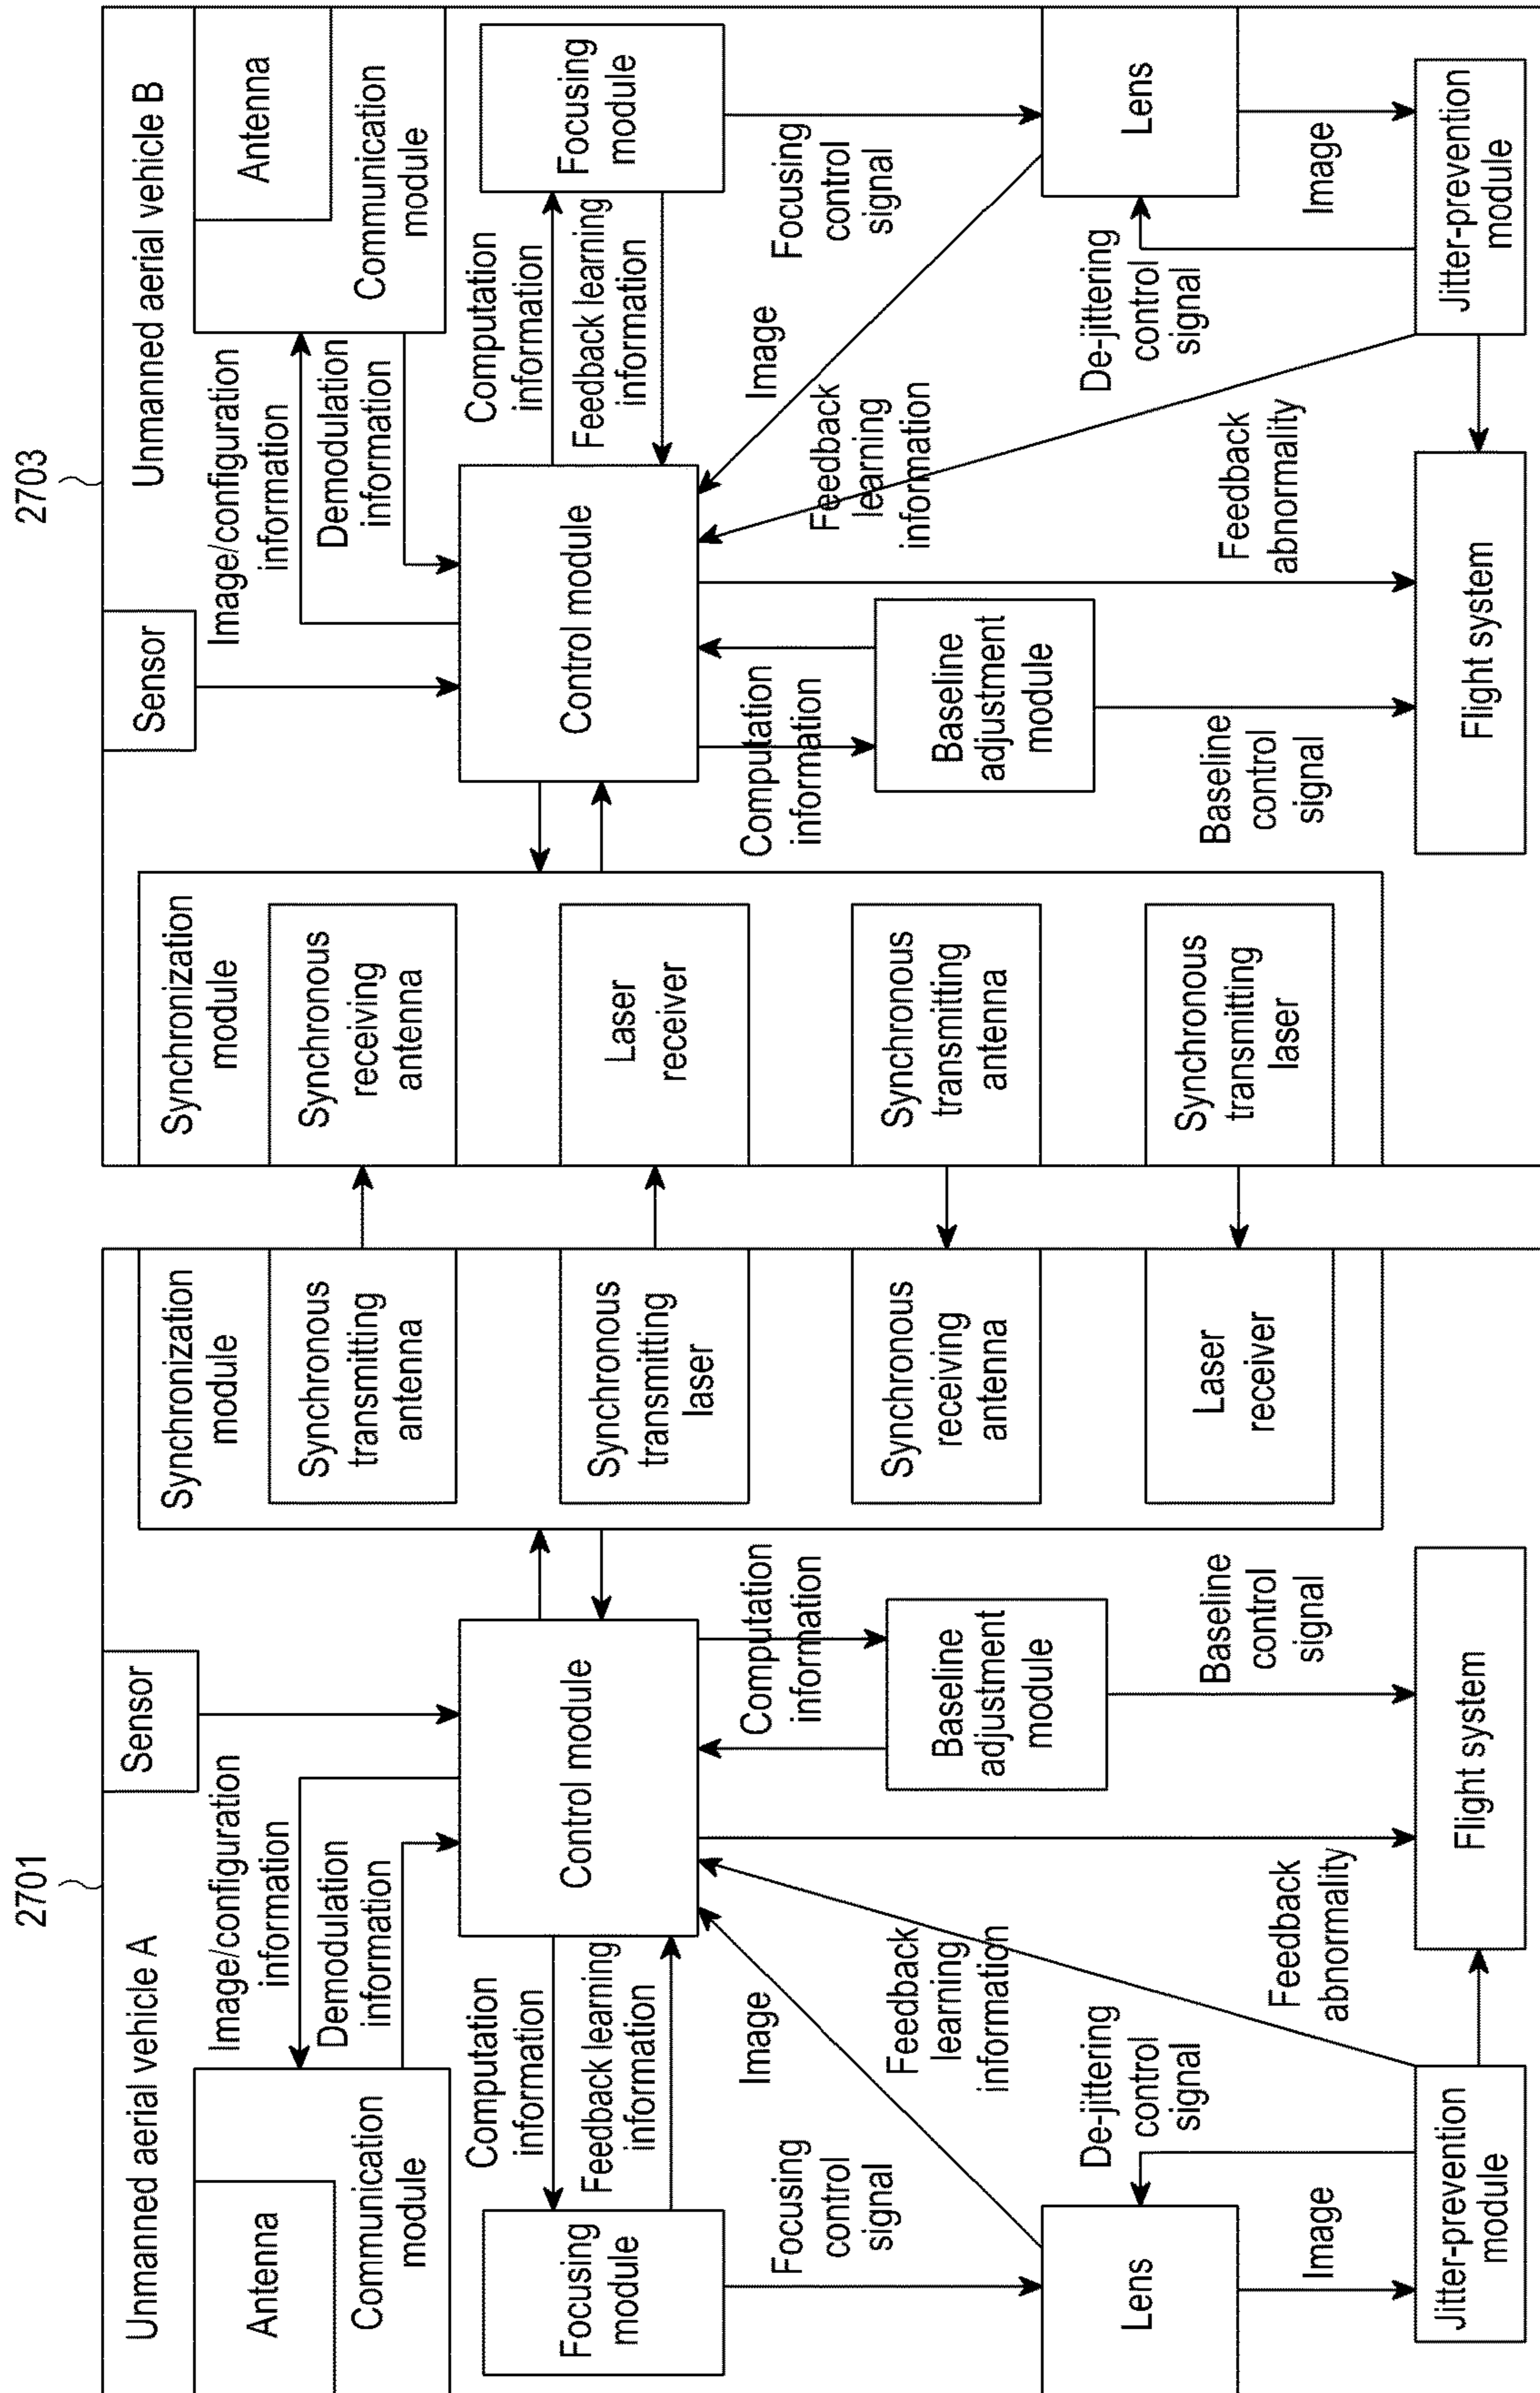 2701
Unmanned aerial vehicle A
Sensor
Antenna
Communication
module
Image/configuration
information
Demodulation
information
Synchronization
module
Synchronous
transmitting
antenna
Synchronous
transmitting
laser
Synchronous
receiving
antenna
Laser
receiver
Focusing
module
Computation
information
Feedback learning
information
Control module
Focusing
control
signal
Image
Feedback
learning
information
Computation
information
Baseline
adjustment
module
Lens
De-jittering
control
signal
Image
Feedback
abnormality
Baseline
control
signal
Jitter-prevention
module
Flight system
2703
Unmanned aerial vehicle B
Sensor
Antenna
Communication
module
Image/configuration
information
Demodulation
information
Synchronization
module
Synchronous
receiving
antenna
Laser
receiver
Synchronous
transmitting
antenna
Synchronous
transmitting
laser
Control module
Computation
information
Feedback learning
information
Focusing
module
Computation
information
Baseline
adjustment
module
Feedback
learning
information
Image
Focusing
control
signal
Lens
De-jittering
control
signal
Image
Baseline
control
signal
Feedback
abnormality
Flight system
Jitter-prevention
module